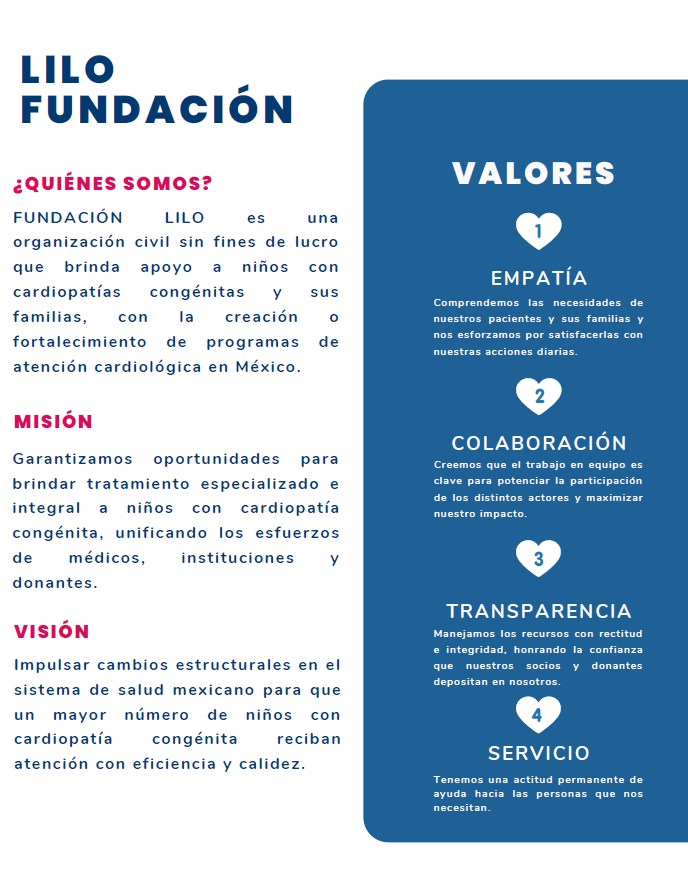 LILO
FUNDACIÓN
¿QUIÉNES SOMOS?
FUNDACIÓN LILO es una
organización civil sin fines de lucro
que brinda apoyo a niños con
cardiopatías congénitas y sus
familias, con la creación o
fortalecimiento de programas de
atención cardiológica en México.
MISIÓN
Garantizamos oportunidades para
brindar tratamiento especializado e
integral a niños con cardiopatía
congénita, unificando los esfuerzos
de médicos, instituciones y
donantes.
VISIÓN
Impulsar cambios estructurales en el
sistema de salud mexicano para que
un mayor número de niños con
cardiopatía congénita reciban
atención con eficiencia y calidez.
VALORES
1
EMPATÍA
Comprendemos las necesidades de
nuestros pacientes y sus familias y
nos esforzamos por satisfacerlas con
nuestras acciones diarias.
2
COLABORACIÓN
Creemos que el trabajo en equipo es
clave para potenciar la participación
de los distintos actores y maximizar
nuestro impacto.
3
TRANSPARENCIA
Manejamos los recursos con rectitud
e integridad, honrando la confianza
que nuestros socios y donantes
depositan en nosotros.
4
SERVICIO
Tenemos una actitud permanente de
ayuda hacia las personas que nos
necesitan.